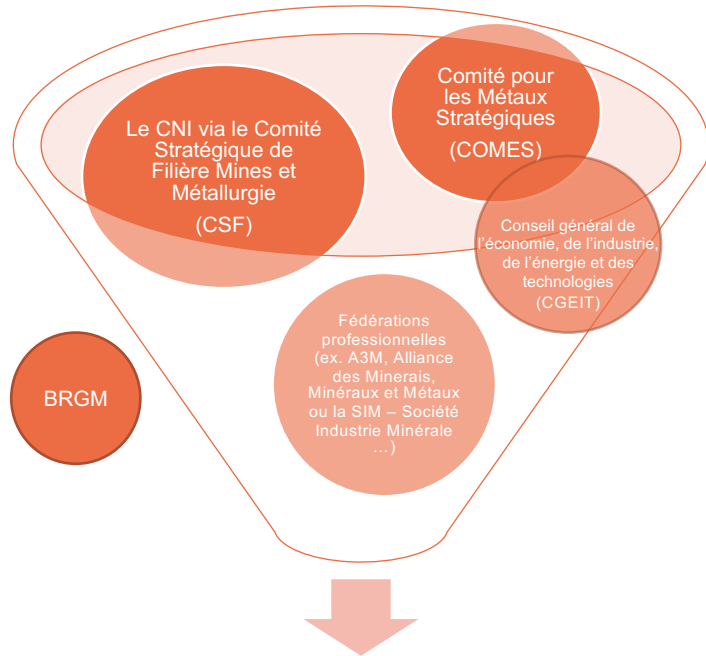 Le CNI via le Comité
Stratégique de
Filière Mines et
Métallurgie
(CSF)
Comité pour
les Métaux
Stratégiques
(COMES)
Conseil général de
l'économie, de l'industrie,
de l'énergie et des
technologies
(CGEIT)
Fédérations
professionnelles
(ex. A3M, Alliance
des Minerais,
Minéraux et Métaux
ou la SIM – Société
Industrie Minérale
…)
BRGM